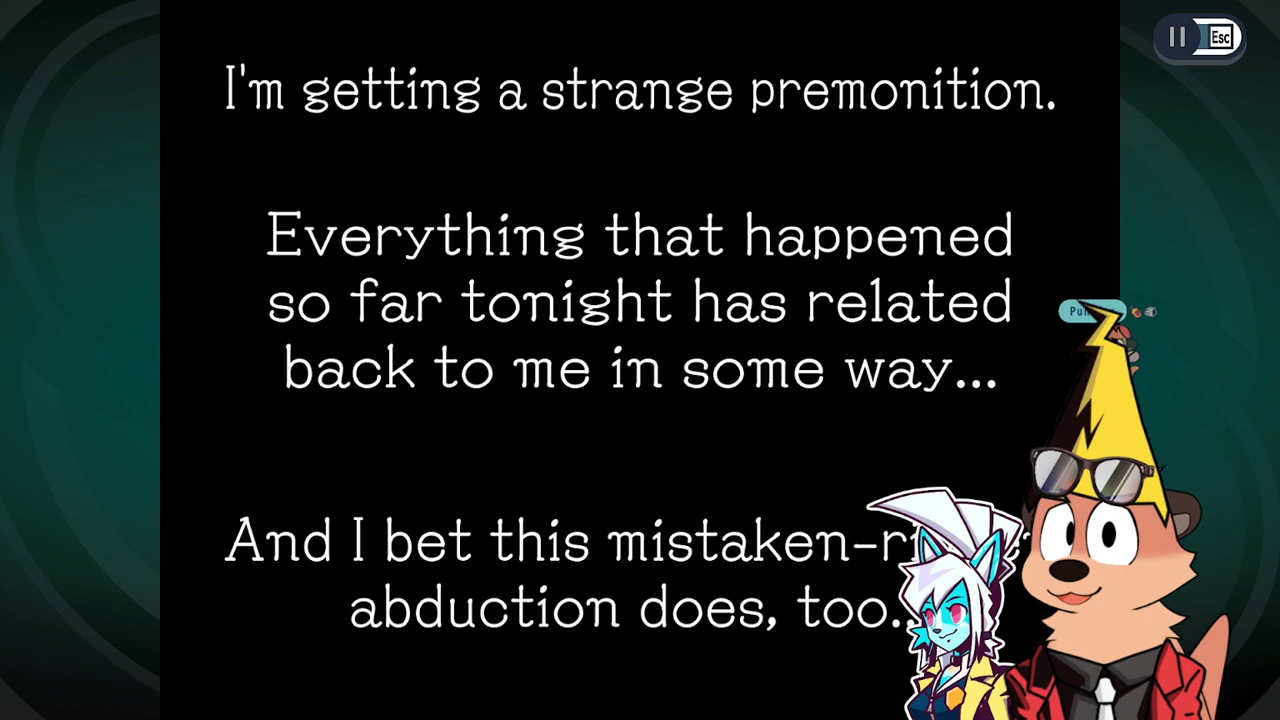 Esc
I'm getting a strange premonition.
Everything that happened
so far tonight has related
back to me in some way...
And I bet this
abduction does, too.